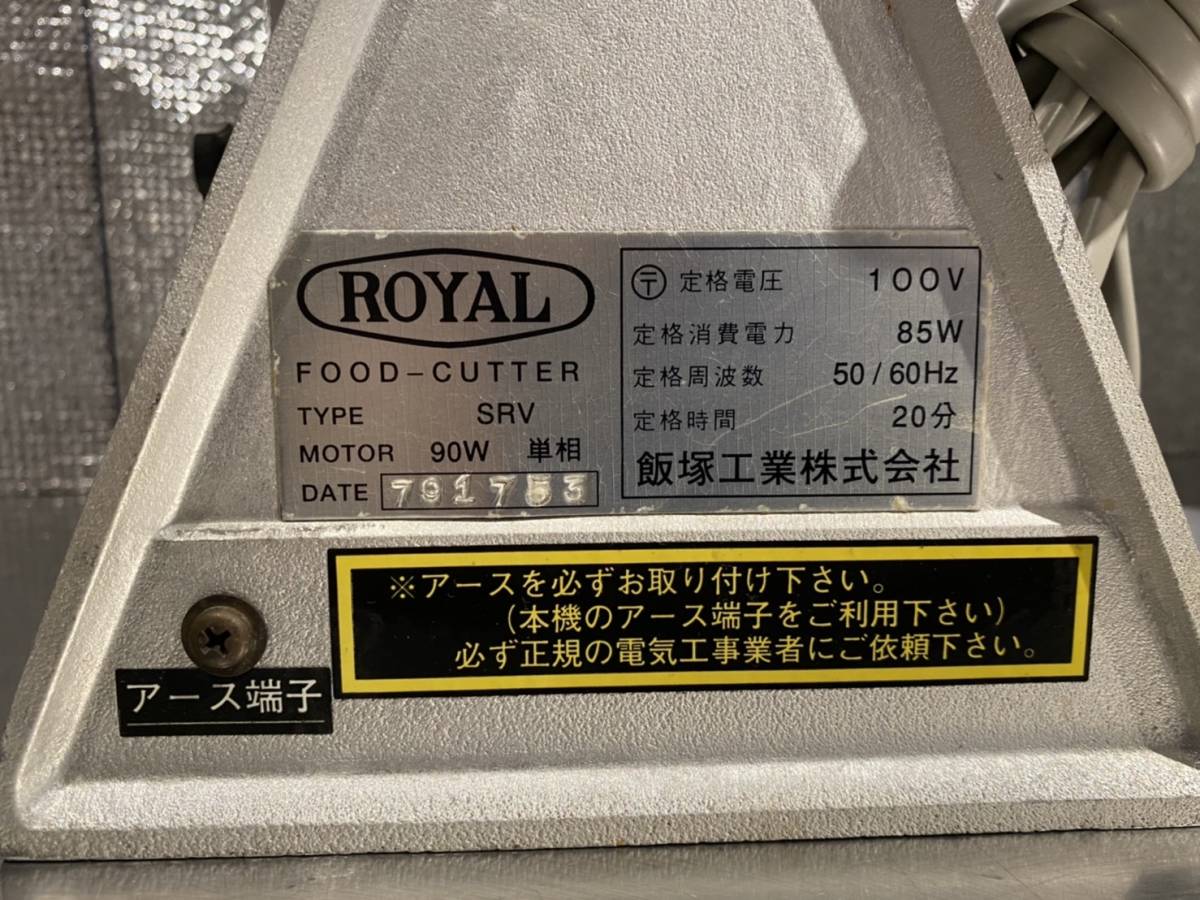 ROYAL
FOOD-CUTTER
TYPE SRV
MOTOR 90W 単相
DATE 791753
〒 定格電圧 100V
定格消費電力 85W
定格周波数 50/60Hz
定格時間 20分
飯塚工業株式会社
※アースを必ずお取り付け下さい。
(本機のアース端子をご利用下さい)
必ず正規の電気工事業者にご依頼下さい。
アース端子